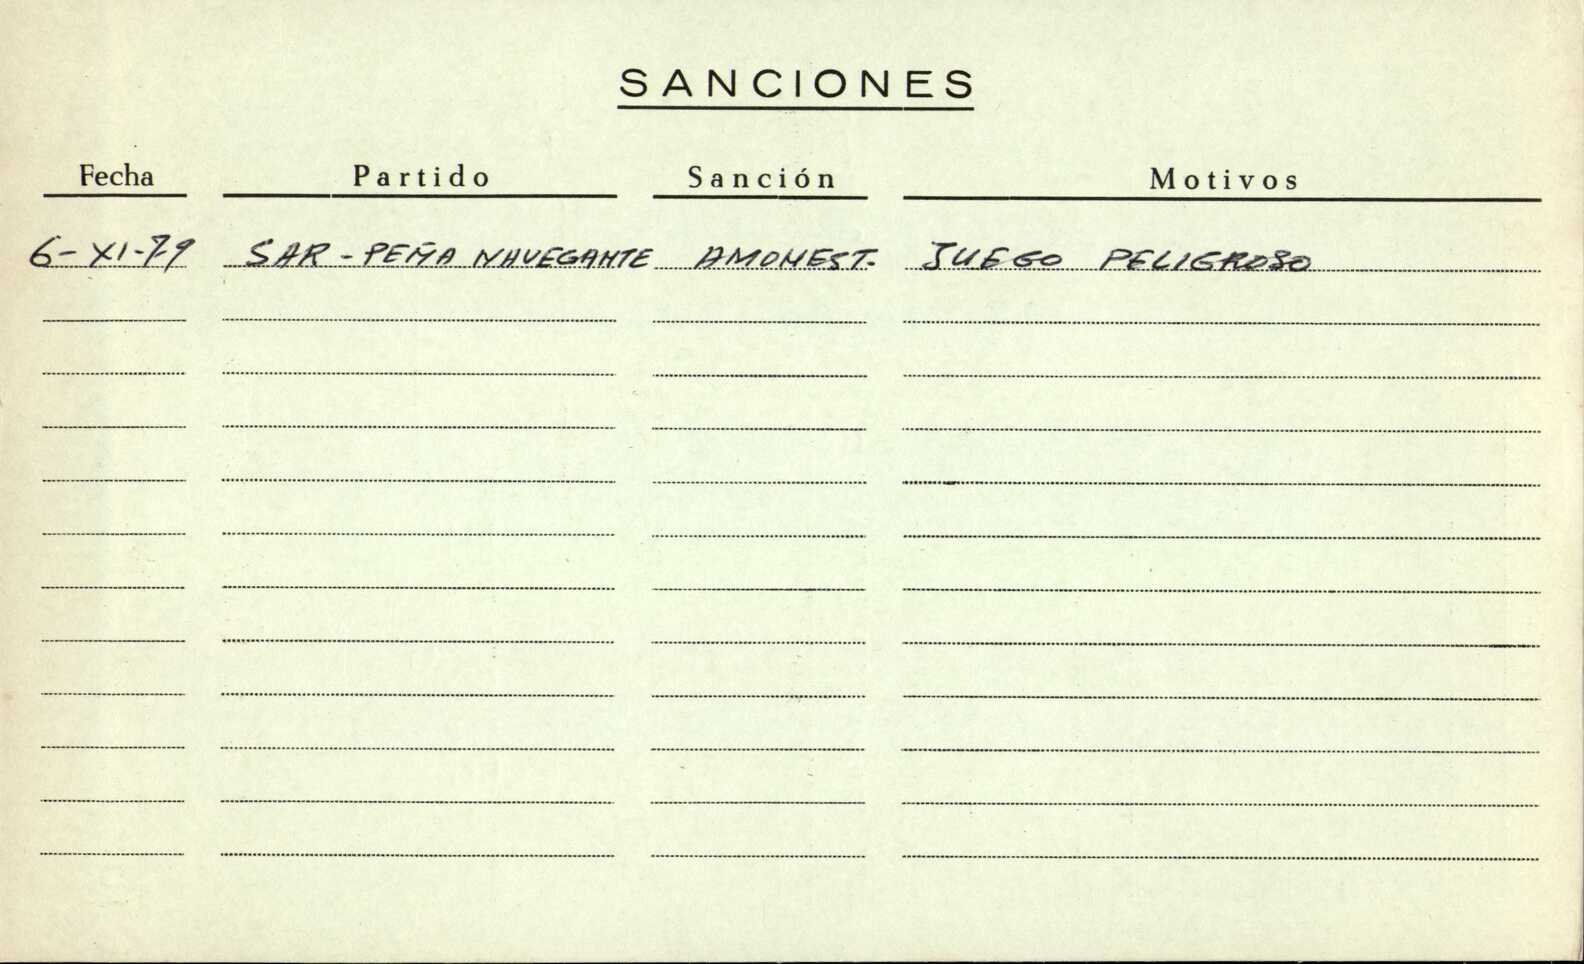 SANCIONES
Fecha Partido Sanción Motivos
6-XI-79 SAR-PEÑA NAVEGANTE AMONEST. JUEGO PELIGROSO